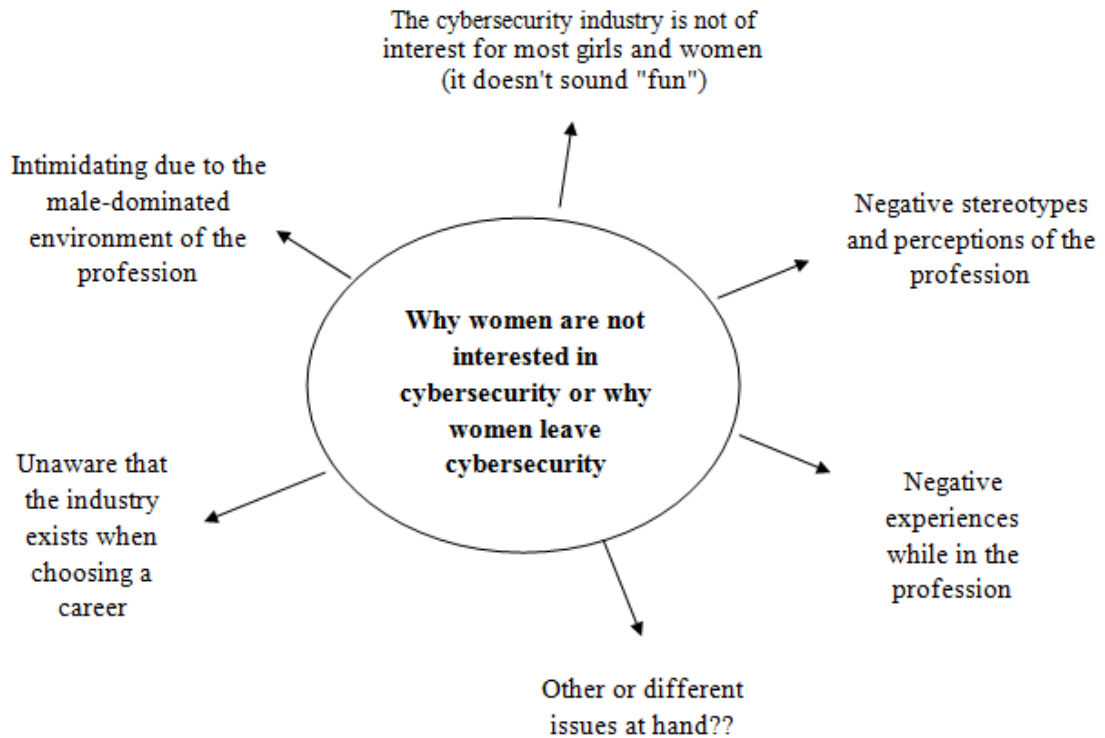 The cybersecurity industry is not of
interest for most girls and women
(it doesn't sound "fun")
Intimidating due to the
male-dominated
environment of the
profession
Negative stereotypes
and perceptions of the
profession
Why women are not
interested in
cybersecurity or why
women leave
cybersecurity
Unaware that
the industry
exists when
choosing a
career
Negative
experiences
while in the
profession
Other or different
issues at hand??